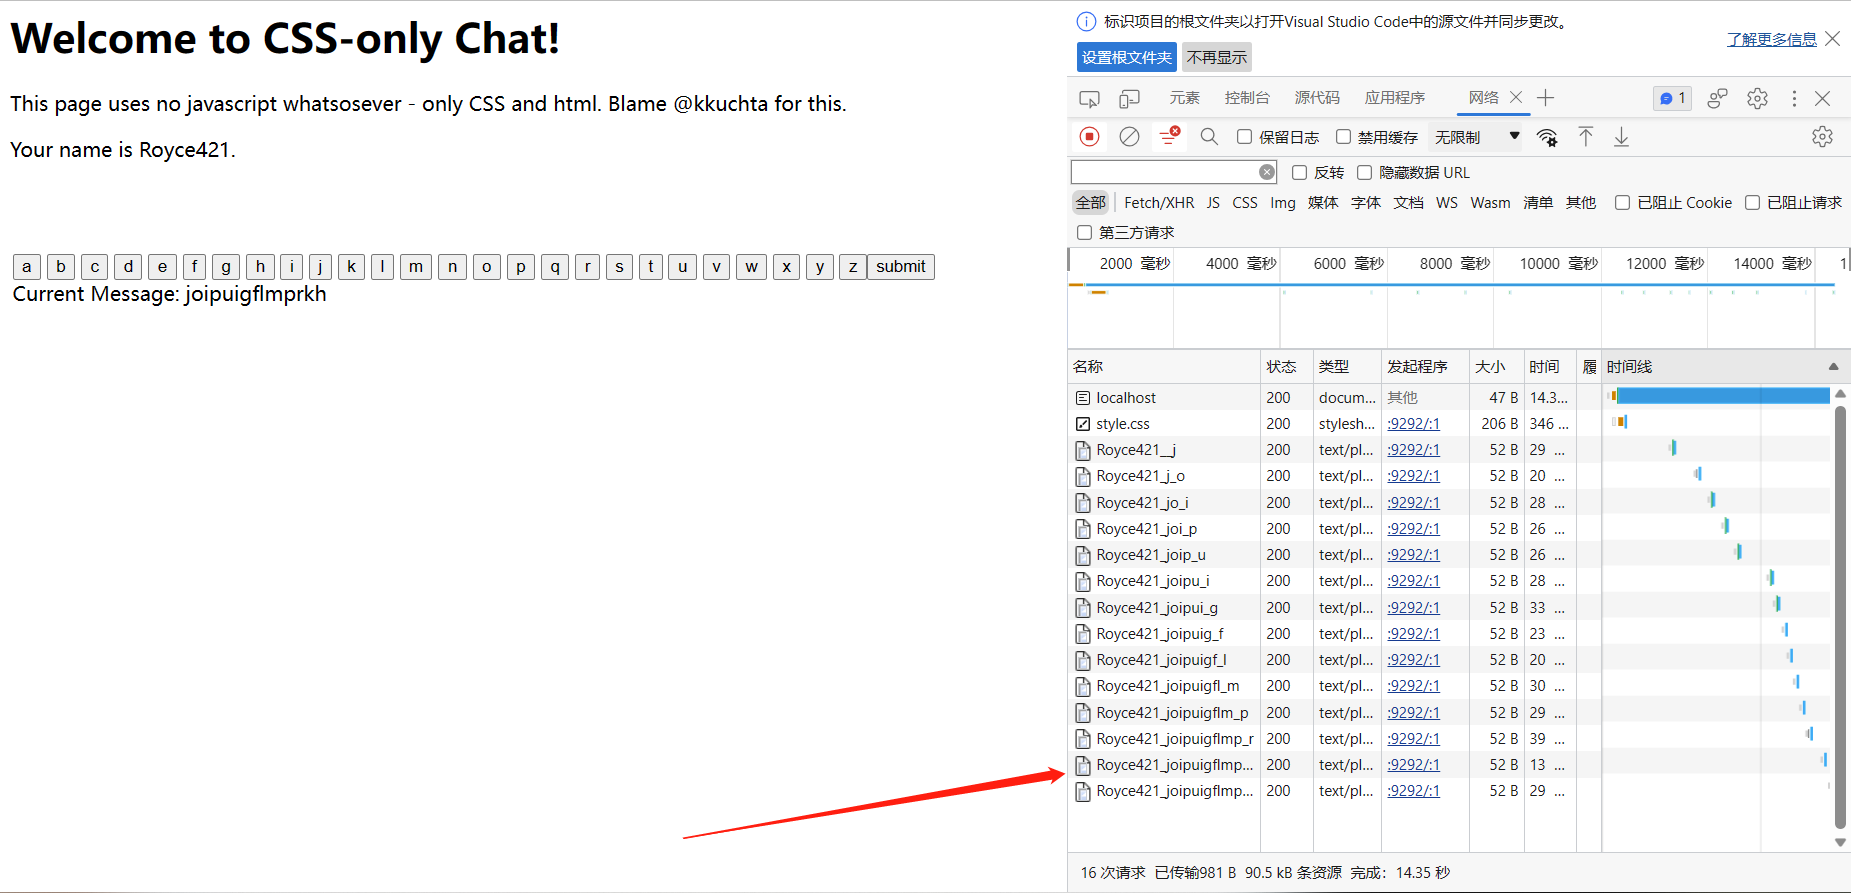 Welcome to CSS-only Chat!
This page uses no javascript whatsosever - only CSS and html. Blame @kkuchta for this.
Your name is Royce421.
a b c d e f g h i j k l m n o p q r s t u v w x y z submit
Current Message: joipuigflmprkh
标识项目的根文件夹以打开Visual Studio Code中的源文件并同步更改。
了解更多信息
设置根文件夹 不再显示
元素 控制台 源代码 应用程序 网络 1
保留日志 禁用缓存 无限制
反转 隐藏数据 URL
全部 Fetch/XHR JS CSS Img 媒体 字体 文档 WS Wasm 清单 其他 已阻止 Cookie 已阻止请求
第三方请求
2000 毫秒 4000 毫秒 6000 毫秒 8000 毫秒 10000 毫秒 12000 毫秒 14000 毫秒 1
名称 状态 类型 发起程序 大小 时间 履 时间线
localhost 200 docum... 其他 47 B 14.3...
style.css 200 stylesh... :9292/:1 206 B 346 ...
Royce421__j 200 text/pl... :9292/:1 52 B 29 ...
Royce421_j_o 200 text/pl... :9292/:1 52 B 20 ...
Royce421_jo_i 200 text/pl... :9292/:1 52 B 28 ...
Royce421_joi_p 200 text/pl... :9292/:1 52 B 26 ...
Royce421_joip_u 200 text/pl... :9292/:1 52 B 26 ...
Royce421_joipu_i 200 text/pl... :9292/:1 52 B 28 ...
Royce421_joipui_g 200 text/pl... :9292/:1 52 B 33 ...
Royce421_joipuig_f 200 text/pl... :9292/:1 52 B 23 ...
Royce421_joipuigf_l 200 text/pl... :9292/:1 52 B 20 ...
Royce421_joipuigfl_m 200 text/pl... :9292/:1 52 B 30 ...
Royce421_joipuigflm_p 200 text/pl... :9292/:1 52 B 29 ...
Royce421_joipuigflmp_r 200 text/pl... :9292/:1 52 B 39 ...
Royce421_joipuigflmp... 200 text/pl... :9292/:1 52 B 13 ...
Royce421_joipuigflmp... 200 text/pl... :9292/:1 52 B 29 ...
16 次请求 已传输981 B 90.5 kB 条资源 完成：14.35 秒